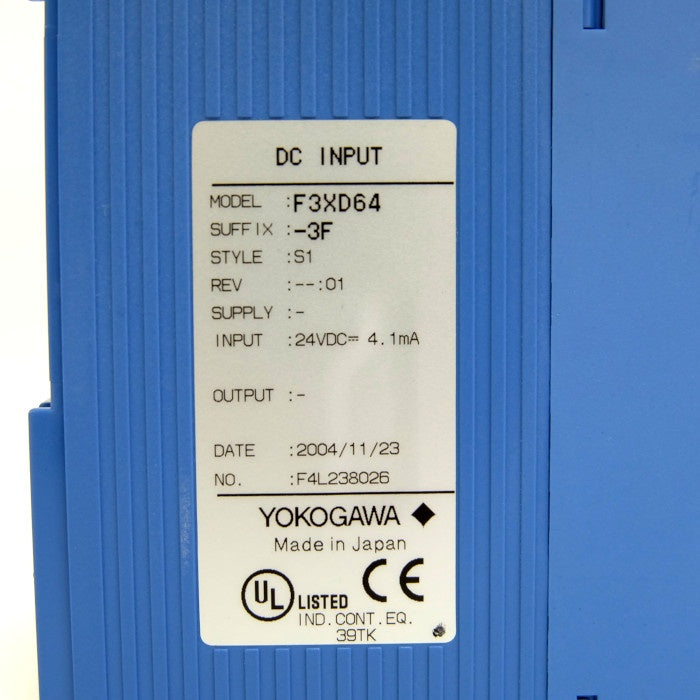 DC INPUT
MODEL :F3XD64
SUFFIX :-3F
STYLE :S1
REV :--:01
SUPPLY :-
INPUT :24VDC⎓ 4.1mA
OUTPUT :-
DATE :2004/11/23
NO. :F4L238026
YOKOGAWA ◆
Made in Japan
UL LISTED CE
IND.CONT.EQ.
39TK